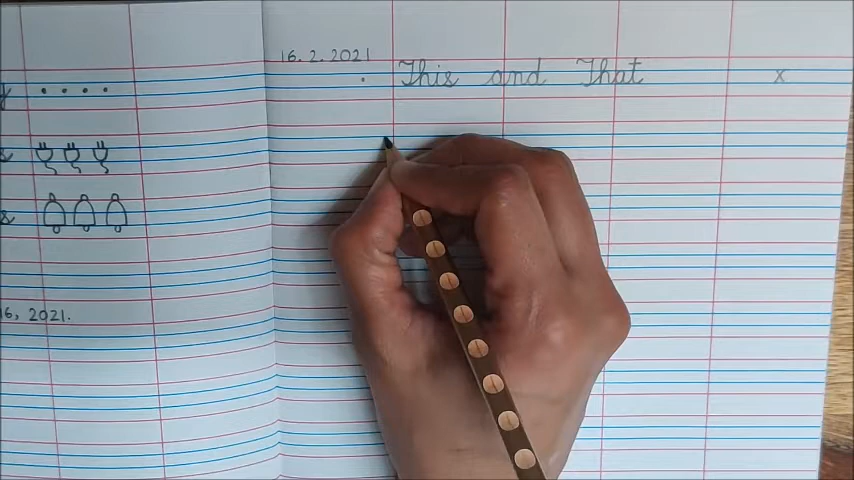 16.2.2021
This and That x
16, 2021.